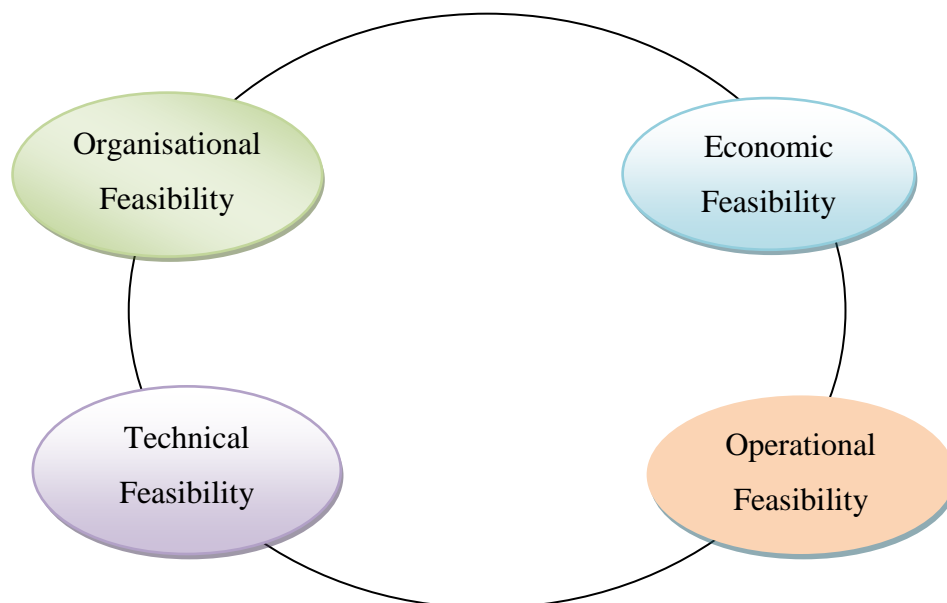 Organisational
Feasibility
Economic
Feasibility
Technical
Feasibility
Operational
Feasibility